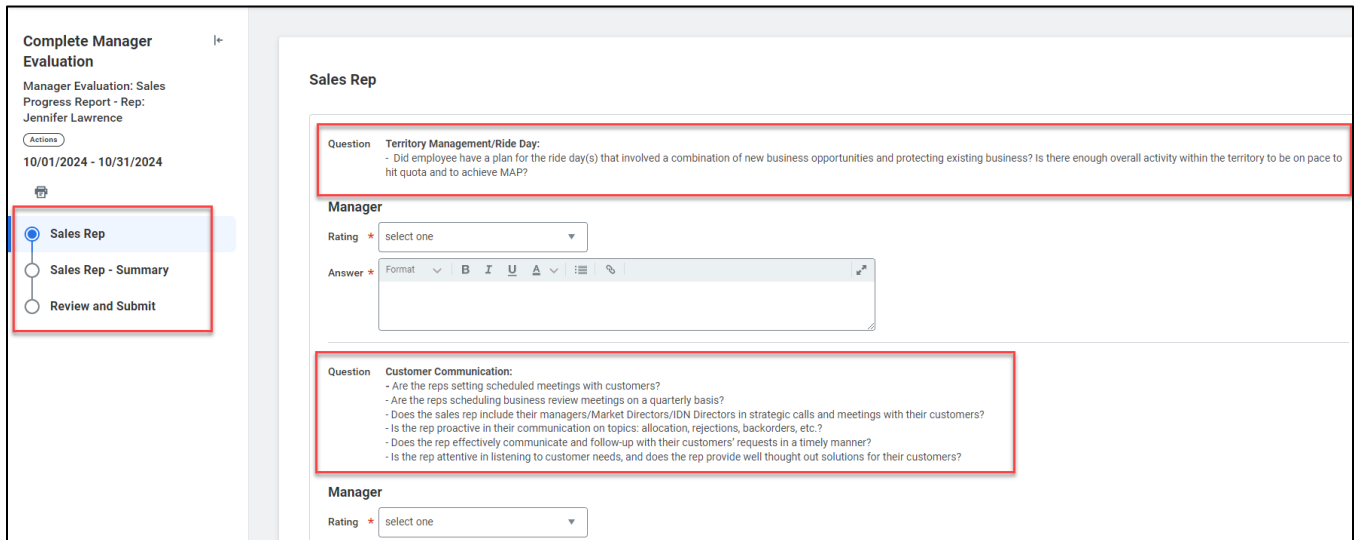 Complete Manager
Evaluation
Manager Evaluation: Sales
Progress Report - Rep:
Jennifer Lawrence
Actions
10/01/2024 - 10/31/2024
Sales Rep
Sales Rep - Summary
Review and Submit
Sales Rep
Question Territory Management/Ride Day:
- Did employee have a plan for the ride day(s) that involved a combination of new business opportunities and protecting existing business? Is there enough overall activity within the territory to be on pace to
hit quota and to achieve MAP?
Manager
Rating * select one
Answer * Format B I U A
Question Customer Communication:
- Are the reps setting scheduled meetings with customers?
- Are the reps scheduling business review meetings on a quarterly basis?
- Does the sales rep include their managers/Market Directors/IDN Directors in strategic calls and meetings with their customers?
- Is the rep proactive in their communication on topics: allocation, rejections, backorders, etc.?
- Does the rep effectively communicate and follow-up with their customers' requests in a timely manner?
- Is the rep attentive in listening to customer needs, and does the rep provide well thought out solutions for their customers?
Manager
Rating * select one